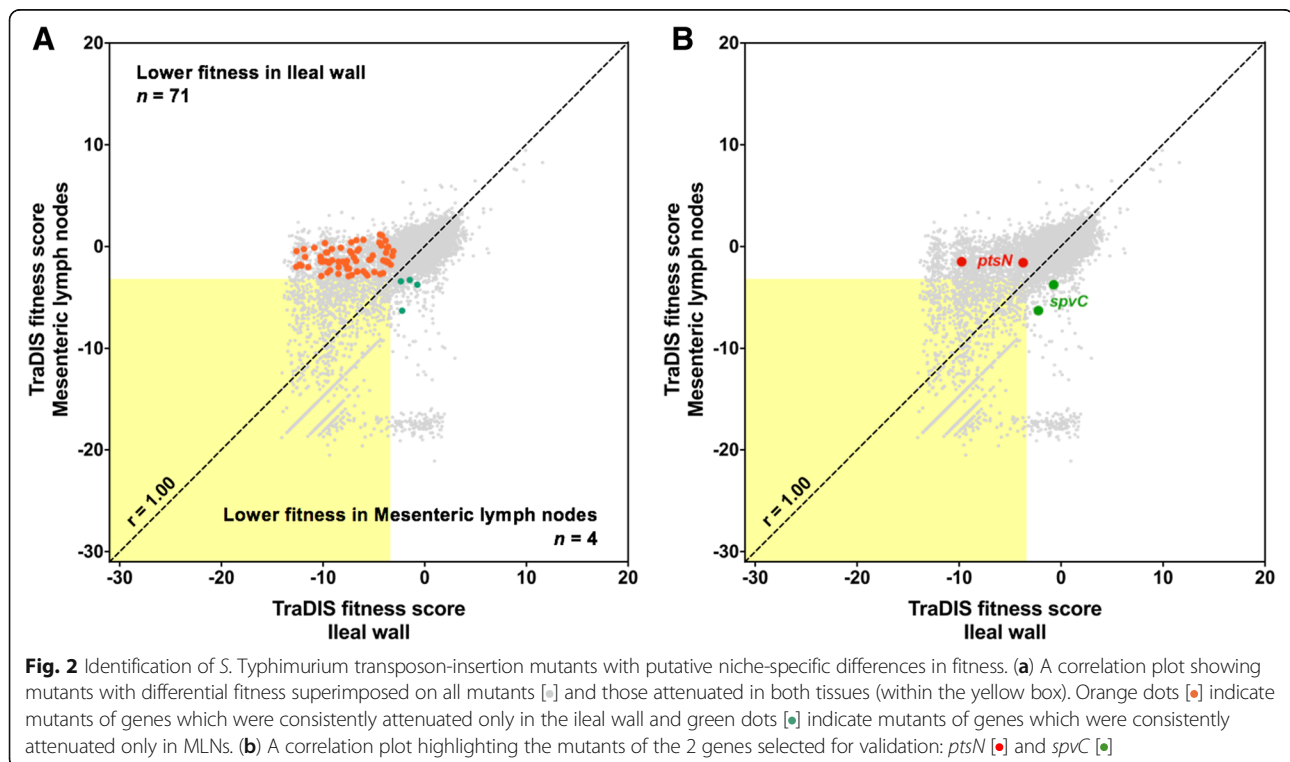 A
20
10
0
-10
-20
-30
TraDIS fitness score
Mesenteric lymph nodes
Lower fitness in Ileal wall
n = 71
r = 1.00
Lower fitness in Mesenteric lymph nodes
n = 4
-30 -20 -10 0 10 20
TraDIS fitness score
Ileal wall
B
20
10
0
-10
-20
-30
TraDIS fitness score
Mesenteric lymph nodes
ptsN
spvC
r = 1.00
-30 -20 -10 0 10 20
TraDIS fitness score
Ileal wall
Fig. 2 Identification of S. Typhimurium transposon-insertion mutants with putative niche-specific differences in fitness. (a) A correlation plot showing
mutants with differential fitness superimposed on all mutants [•] and those attenuated in both tissues (within the yellow box). Orange dots [•] indicate
mutants of genes which were consistently attenuated only in the ileal wall and green dots [•] indicate mutants of genes which were consistently
attenuated only in MLNs. (b) A correlation plot highlighting the mutants of the 2 genes selected for validation: ptsN [•] and spvC [•]